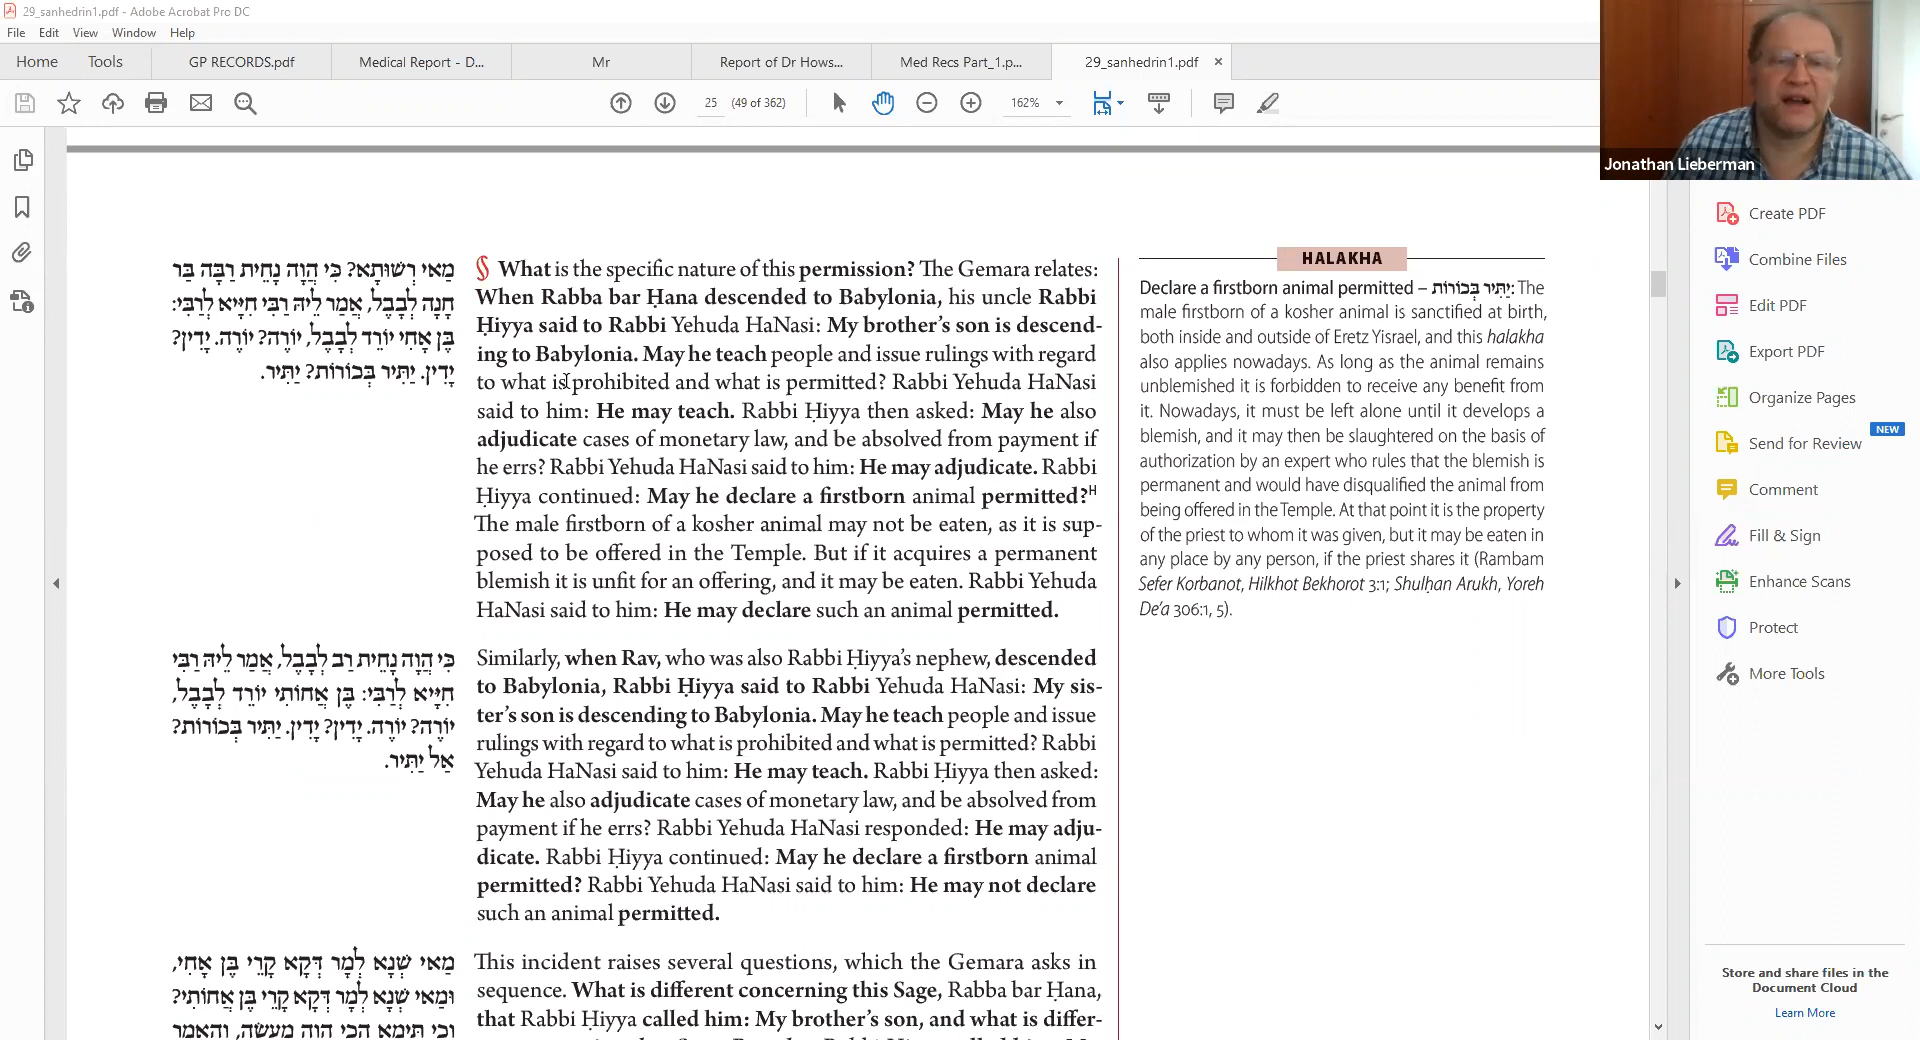 29_sanhedrin1.pdf - Adobe Acrobat Pro DC
File Edit View Window Help
Home Tools GP RECORDS.pdf Medical Report - D... Mr Report of Dr Hows... Med Recs Part_1.p... 29_sanhedrin1.pdf ×
25 (49 of 362) 162%
Jonathan Lieberman
מַאי רְשׁוּתָא? כִּי הֲוָה נָחֵית רַבָּה בַּר
חָנָה לְבָבֶל, אֲמַר לֵיהּ רַבִּי חִיָּיא לְרַבִּי:
בֶּן אָחִי יוֹרֵד לְבָבֶל, יוֹרֶה? יוֹרֶה. יָדִין?
יָדִין. יַתִּיר בְּכוֹרוֹת? יַתִּיר.
§ What is the specific nature of this permission? The Gemara relates:
When Rabba bar Ḥana descended to Babylonia, his uncle Rabbi
Ḥiyya said to Rabbi Yehuda HaNasi: My brother's son is descend-
ing to Babylonia. May he teach people and issue rulings with regard
to what is prohibited and what is permitted? Rabbi Yehuda HaNasi
said to him: He may teach. Rabbi Ḥiyya then asked: May he also
adjudicate cases of monetary law, and be absolved from payment if
he errs? Rabbi Yehuda HaNasi said to him: He may adjudicate. Rabbi
Ḥiyya continued: May he declare a firstborn animal permitted?H
The male firstborn of a kosher animal may not be eaten, as it is sup-
posed to be offered in the Temple. But if it acquires a permanent
blemish it is unfit for an offering, and it may be eaten. Rabbi Yehuda
HaNasi said to him: He may declare such an animal permitted.
כִּי הֲוָה נָחֵית רַב לְבָבֶל, אֲמַר לֵיהּ רַבִּי
חִיָּיא לְרַבִּי: בֶּן אֲחוֹתִי יוֹרֵד לְבָבֶל,
יוֹרֶה? יוֹרֶה. יָדִין? יָדִין. יַתִּיר בְּכוֹרוֹת?
אַל יַתִּיר.
Similarly, when Rav, who was also Rabbi Ḥiyya's nephew, descended
to Babylonia, Rabbi Ḥiyya said to Rabbi Yehuda HaNasi: My sis-
ter's son is descending to Babylonia. May he teach people and issue
rulings with regard to what is prohibited and what is permitted? Rabbi
Yehuda HaNasi said to him: He may teach. Rabbi Ḥiyya then asked:
May he also adjudicate cases of monetary law, and be absolved from
payment if he errs? Rabbi Yehuda HaNasi responded: He may adju-
dicate. Rabbi Ḥiyya continued: May he declare a firstborn animal
permitted? Rabbi Yehuda HaNasi said to him: He may not declare
such an animal permitted.
מַאי שְׁנָא לְמָר דְּקָא קָרֵי בֶּן אָחִי,
וּמַאי שְׁנָא לְמָר דְּקָא קָרֵי בֶּן אֲחוֹתִי?
וְכִי תֵּימָא הָכִי הֲוָה מַעֲשֶׂה, וְהָאָמַר
This incident raises several questions, which the Gemara asks in
sequence. What is different concerning this Sage, Rabba bar Ḥana,
that Rabbi Ḥiyya called him: My brother's son, and what is differ-
HALAKHA
Declare a firstborn animal permitted – יַתִּיר בְּכוֹרוֹת: The
male firstborn of a kosher animal is sanctified at birth,
both inside and outside of Eretz Yisrael, and this halakha
also applies nowadays. As long as the animal remains
unblemished it is forbidden to receive any benefit from
it. Nowadays, it must be left alone until it develops a
blemish, and it may then be slaughtered on the basis of
authorization by an expert who rules that the blemish is
permanent and would have disqualified the animal from
being offered in the Temple. At that point it is the property
of the priest to whom it was given, but it may be eaten in
any place by any person, if the priest shares it (Rambam
Sefer Korbanot, Hilkhot Bekhorot 3:1; Shulḥan Arukh, Yoreh
De'a 306:1, 5).
Create PDF
Combine Files
Edit PDF
Export PDF
Organize Pages
Send for Review NEW
Comment
Fill & Sign
Enhance Scans
Protect
More Tools
Store and share files in the
Document Cloud
Learn More